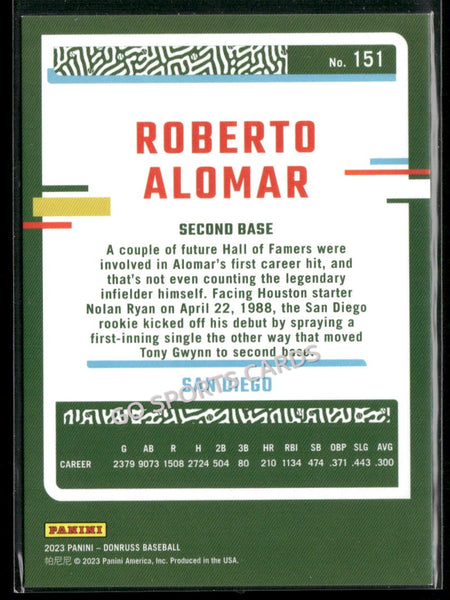 No. 151
ROBERTO
ALOMAR
SECOND BASE
A couple of future Hall of Famers were
involved in Alomar's first career hit, and
that's not even counting the legendary
infielder himself. Facing Houston starter
Nolan Ryan on April 22, 1988, the San Diego
rookie kicked off his debut by spraying a
first-inning single the other way that moved
Tony Gwynn to second base.
SAN DIEGO
GO SPORTS CARDS
G AB R H 2B 3B HR RBI SB OBP SLG AVG
CAREER 2379 9073 1508 2724 504 80 210 1134 474 .371 .443 .300
PANINI
2023 PANINI – DONRUSS BASEBALL
帕尼尼 © 2023 Panini America, Inc. Produced in the USA.